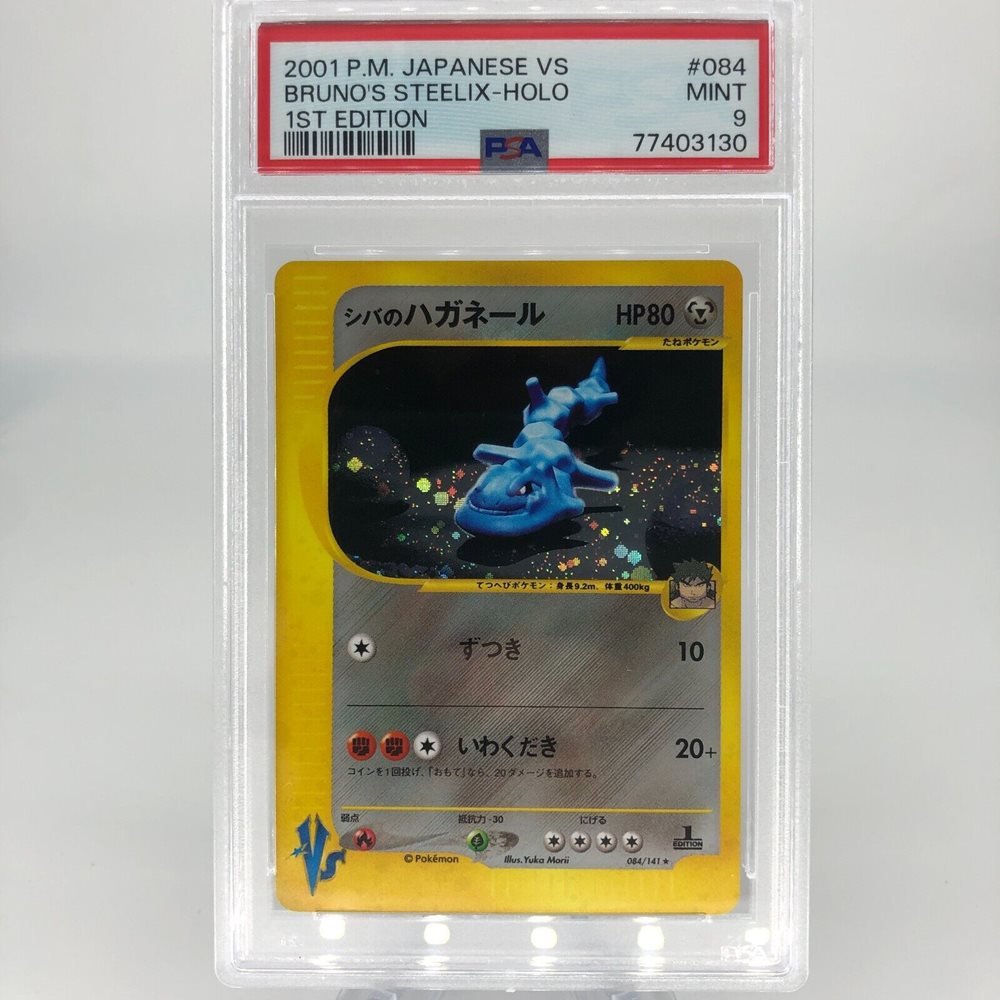 2001 P.M. JAPANESE VS #084
BRUNO'S STEELIX-HOLO MINT
1ST EDITION 9
PSA 77403130
シバのハガネール HP80
たねポケモン
てつへびポケモン：身長9.2m、体重400kg
ずつき 10
いわくだき 20+
コインを1回投げ、「おもて」なら、20ダメージを追加する。
弱点 抵抗力 -30 にげる
1
EDITION
©Pokémon Illus. Yuka Morii 084/141★
VS
PSA